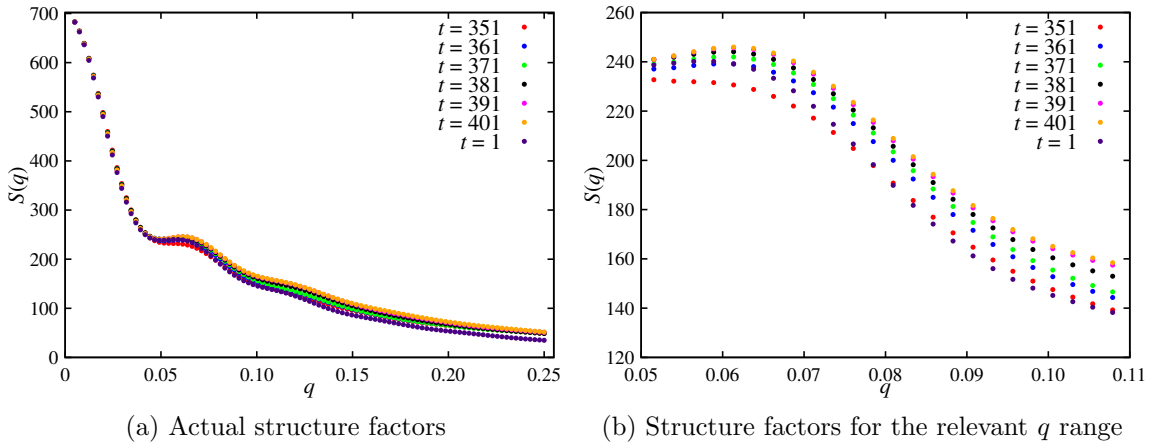 700
600
500
400
300
200
100
0
S(q)
0
0.05
0.10
0.15
0.20
0.25
q
t = 351
t = 361
t = 371
t = 381
t = 391
t = 401
t = 1
(a) Actual structure factors
260
240
220
200
180
160
140
120
S(q)
0.05
0.06
0.07
0.08
0.09
0.10
0.11
q
t = 351
t = 361
t = 371
t = 381
t = 391
t = 401
t = 1
(b) Structure factors for the relevant q range